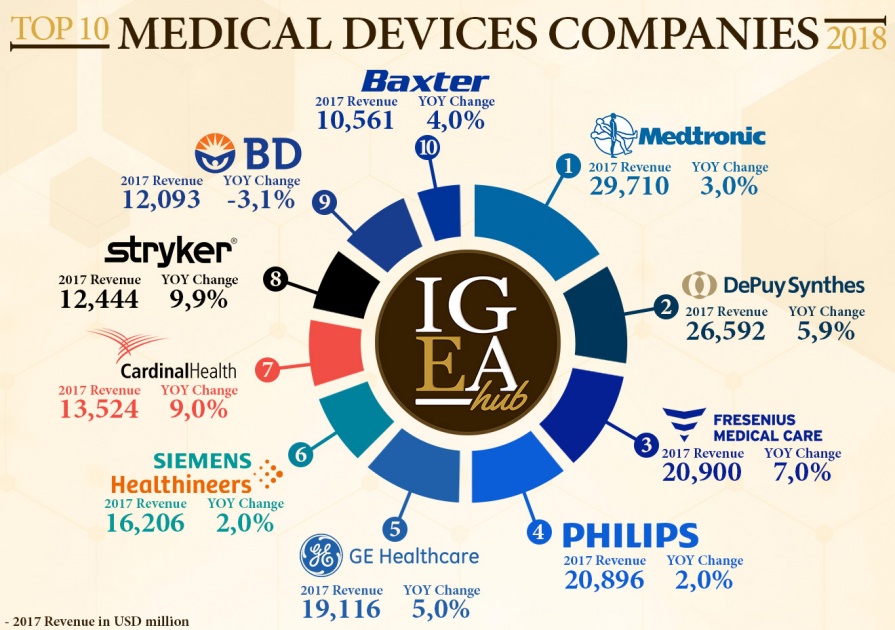 TOP 10 MEDICAL DEVICES COMPANIES 2018
Baxter
2017 Revenue YOY Change
10,561 4,0%
10
Medtronic
1
2017 Revenue YOY Change
29,710 3,0%
BD
2017 Revenue YOY Change
12,093 -3,1%
9
stryker®
2017 Revenue YOY Change
12,444 9,9%
8
DePuy Synthes
2
2017 Revenue YOY Change
26,592 5,9%
IG
EA
hub
CardinalHealth
7
2017 Revenue YOY Change
13,524 9,0%
FRESENIUS
MEDICAL CARE
3
2017 Revenue YOY Change
20,900 7,0%
SIEMENS
Healthineers
6
2017 Revenue YOY Change
16,206 2,0%
5
GE
GE Healthcare
2017 Revenue YOY Change
19,116 5,0%
4
PHILIPS
2017 Revenue YOY Change
20,896 2,0%
- 2017 Revenue in USD million